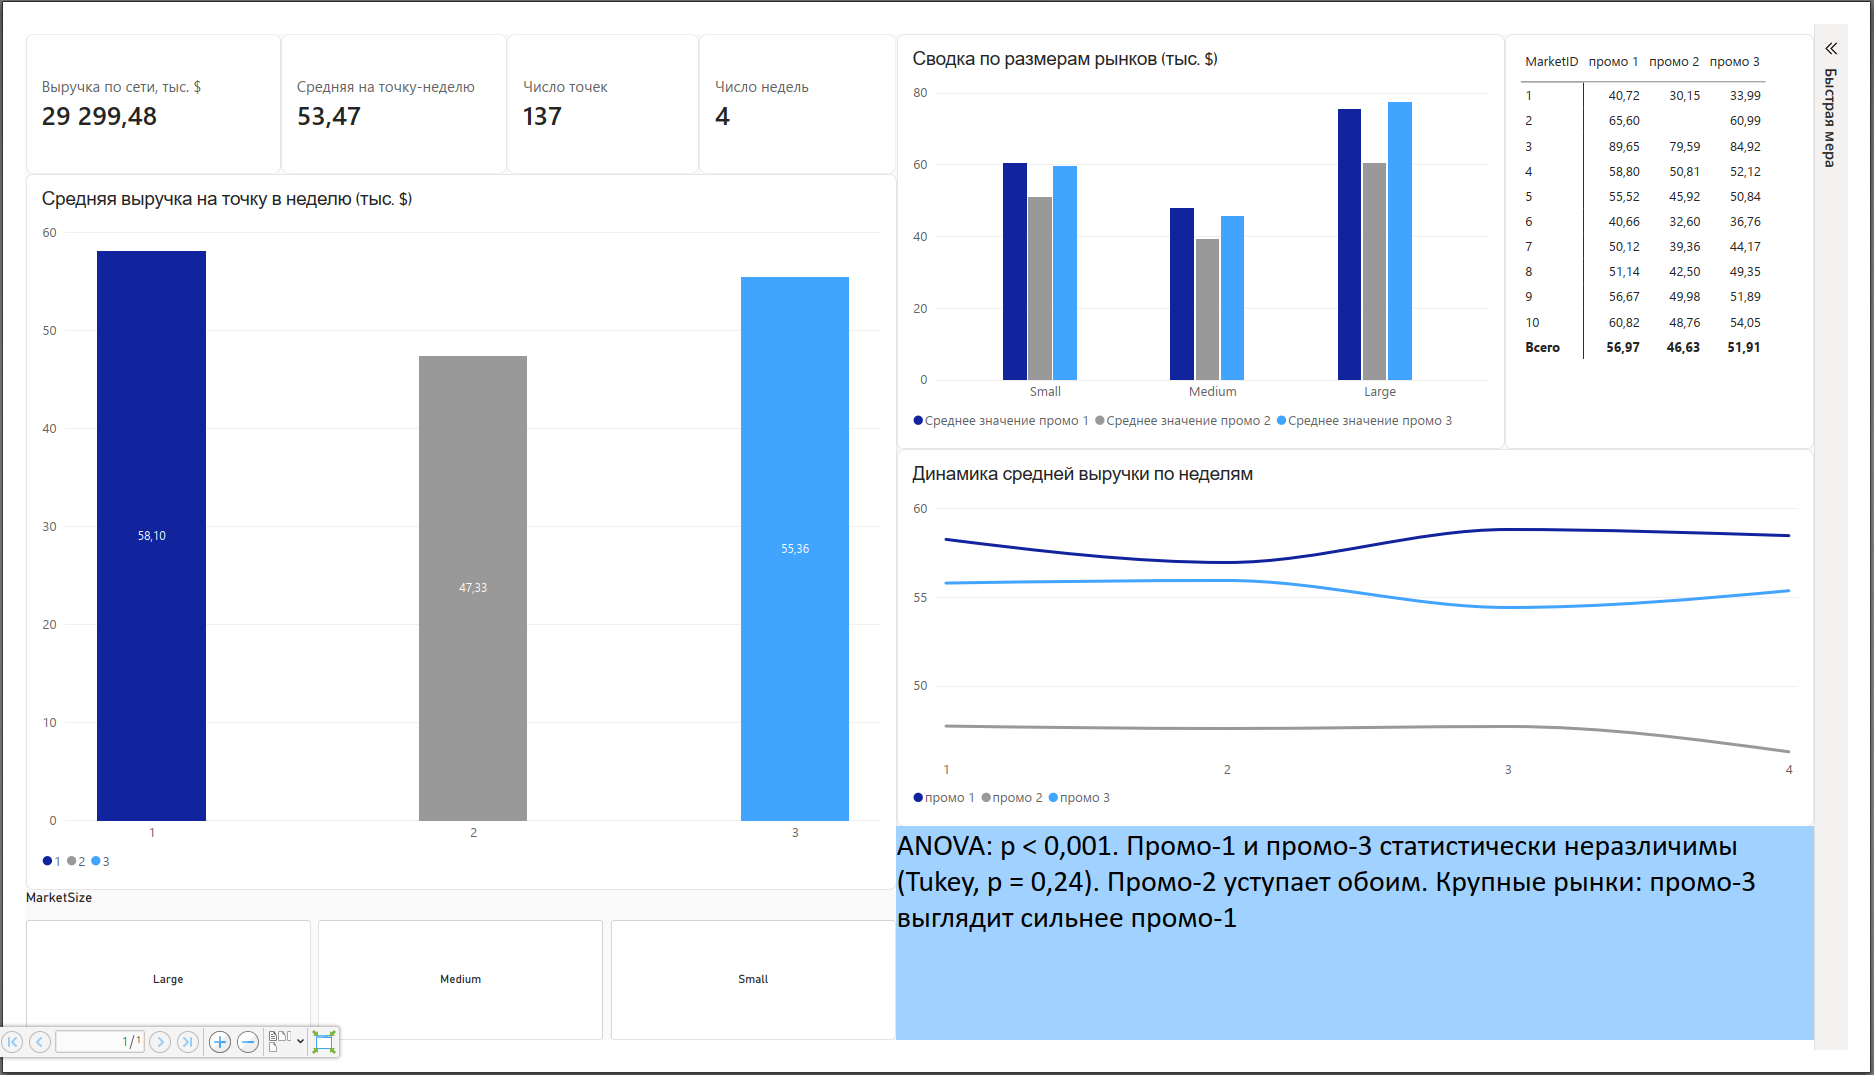 Выручка по сети, тыс. $
29 299,48
Средняя на точку-неделю
53,47
Число точек
137
Число недель
4
Средняя выручка на точку в неделю (тыс. $)
60
50
40
30
20
10
0
58,10
47,33
55,36
1
2
3
1 2 3
MarketSize
Large
Medium
Small
1/1
Сводка по размерам рынков (тыс. $)
80
60
40
20
0
Small
Medium
Large
Среднее значение промо 1 Среднее значение промо 2 Среднее значение промо 3
MarketID промо 1 промо 2 промо 3
1 40,72 30,15 33,99
2 65,60 60,99
3 89,65 79,59 84,92
4 58,80 50,81 52,12
5 55,52 45,92 50,84
6 40,66 32,60 36,76
7 50,12 39,36 44,17
8 51,14 42,50 49,35
9 56,67 49,98 51,89
10 60,82 48,76 54,05
Всего 56,97 46,63 51,91
Динамика средней выручки по неделям
60
55
50
1
2
3
4
промо 1 промо 2 промо 3
ANOVA: p < 0,001. Промо-1 и промо-3 статистически неразличимы
(Tukey, p = 0,24). Промо-2 уступает обоим. Крупные рынки: промо-3
выглядит сильнее промо-1
Быстрая мера